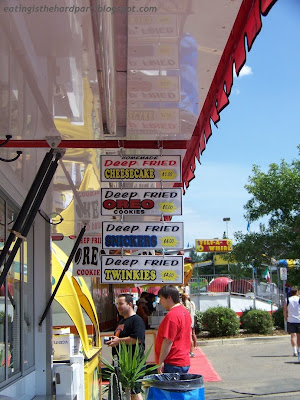 eatingisthehardpart.blogspot.com
HOMEMADE
DEEP FRIED
CHEESECAKE
DEEP FRIED
OREO
COOKIES
DEEP FRIED
SNICKERS
DEEP FRIED
TWINKIES